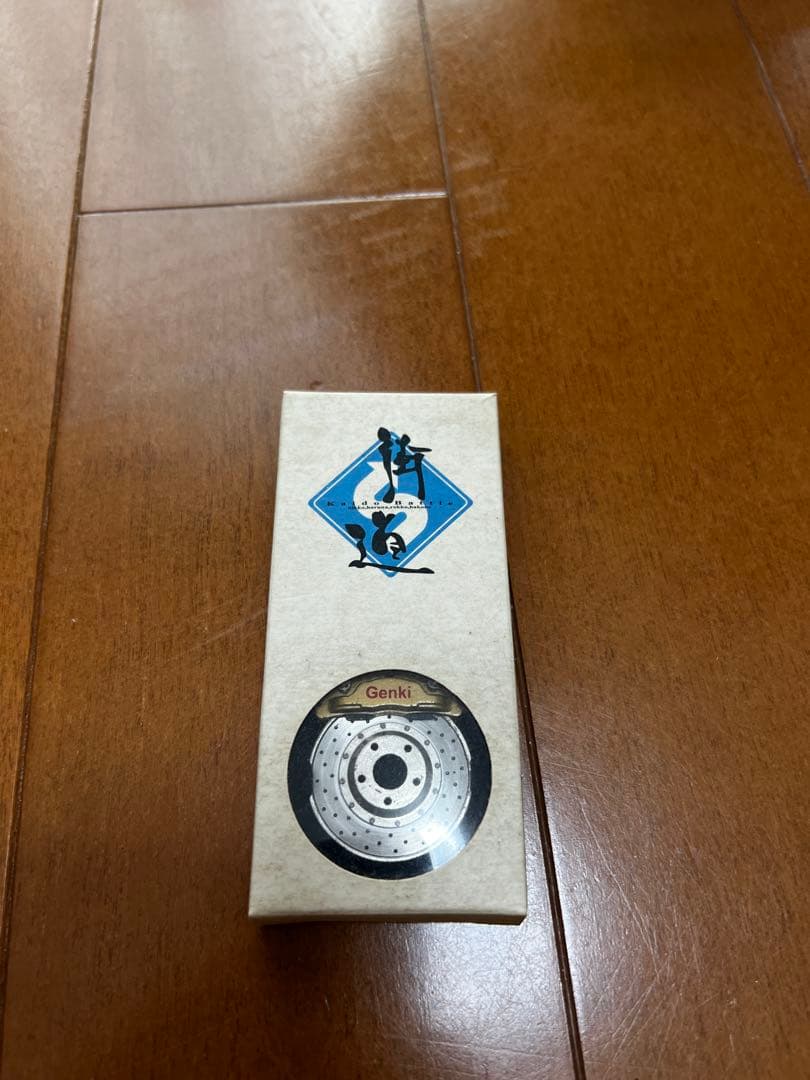 街
Kaido Battle
nikko,haruna,rokko,hakone
道
Genki